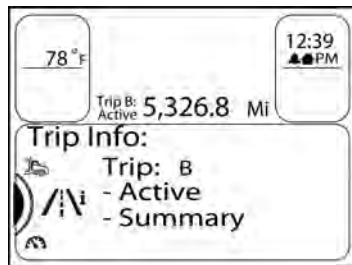 78 °F
12:39
PM
Trip B: Active 5,326.8 Mi
Trip Info:
Trip: B
i
- Active
- Summary